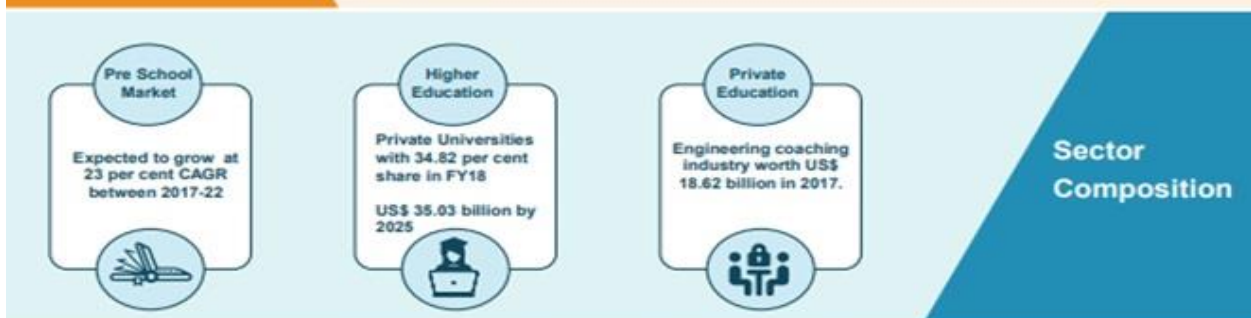 Pre School
Market
Expected to grow at
23 per cent CAGR
between 2017-22
Higher
Education
Private Universities
with 34.82 per cent
share in FY18
US$ 35.03 billion by
2025
Private
Education
Engineering coaching
industry worth US$
18.62 billion in 2017.
Sector
Composition